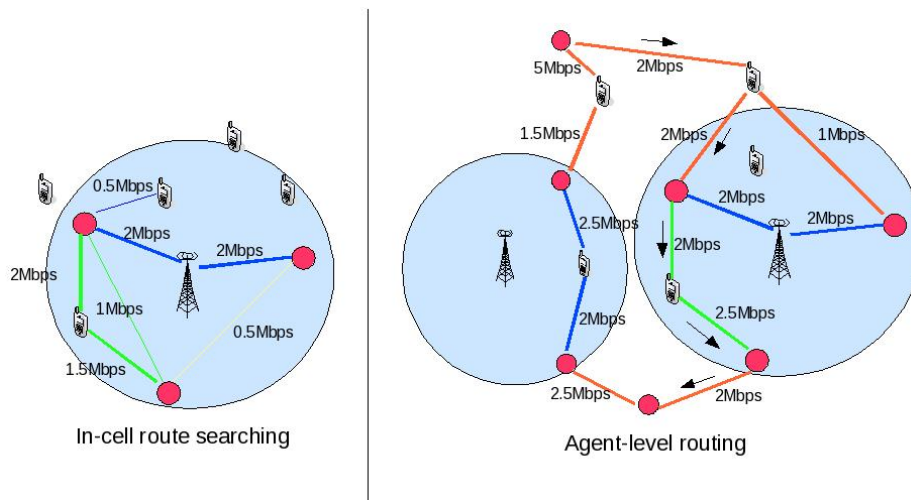 0.5Mbps
2Mbps
2Mbps
2Mbps
1Mbps
0.5Mbps
1.5Mbps
In-cell route searching
5Mbps
2Mbps
1.5Mbps
2Mbps
1Mbps
2.5Mbps
2Mbps
2Mbps
2Mbps
2Mbps
2.5Mbps
2.5Mbps
2Mbps
Agent-level routing